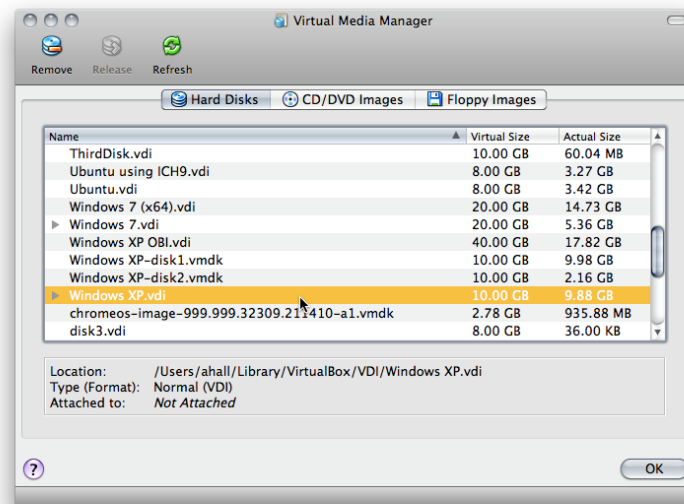 Virtual Media Manager
Remove Release Refresh
Hard Disks CD/DVD Images Floppy Images
Name Virtual Size Actual Size
ThirdDisk.vdi 10.00 GB 60.04 MB
Ubuntu using ICH9.vdi 8.00 GB 3.27 GB
Ubuntu.vdi 8.00 GB 3.42 GB
Windows 7 (x64).vdi 20.00 GB 14.73 GB
Windows 7.vdi 20.00 GB 5.36 GB
Windows XP OBI.vdi 40.00 GB 17.82 GB
Windows XP-disk1.vmdk 10.00 GB 9.98 GB
Windows XP-disk2.vmdk 10.00 GB 2.16 GB
Windows XP.vdi 10.00 GB 9.88 GB
chromeos-image-999.999.32309.211410-a1.vmdk 2.78 GB 935.88 MB
disk3.vdi 8.00 GB 36.00 KB
Location: /Users/ahall/Library/VirtualBox/VDI/Windows XP.vdi
Type (Format): Normal (VDI)
Attached to: Not Attached
? OK